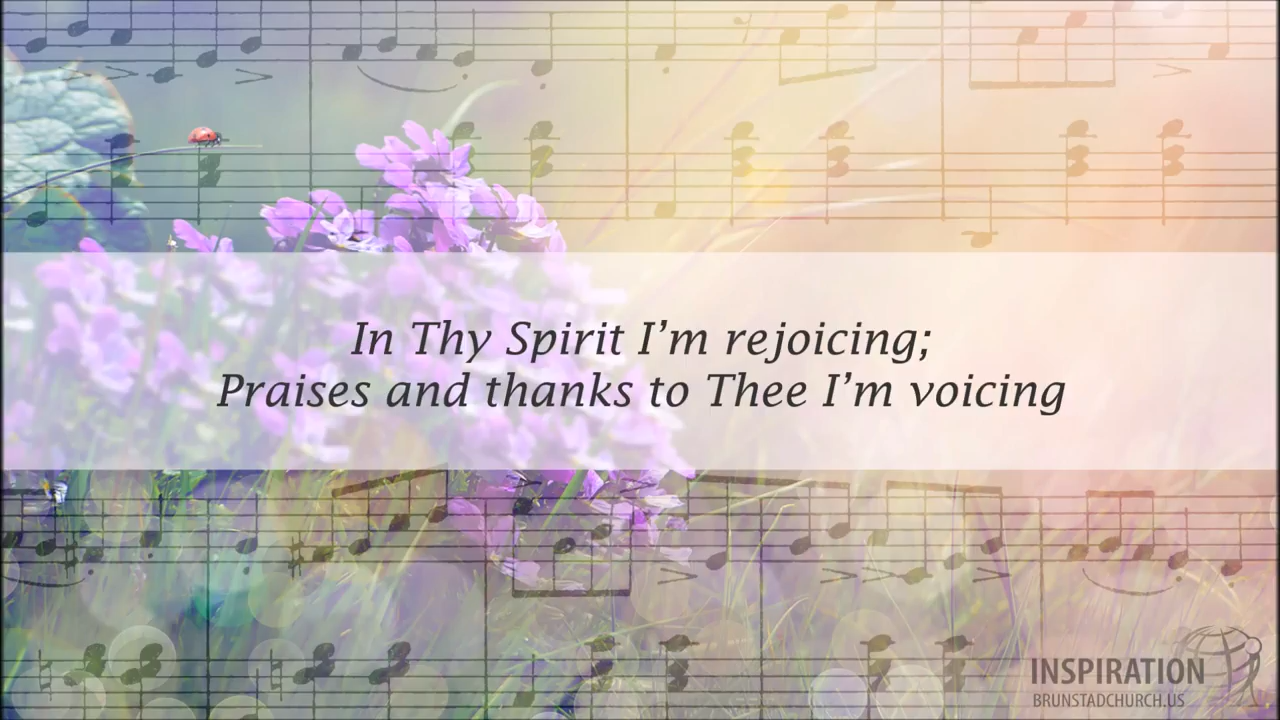 In Thy Spirit I’m rejoicing;
Praises and thanks to Thee I’m voicing
INSPIRATION
BRUNSTADCHURCH.US